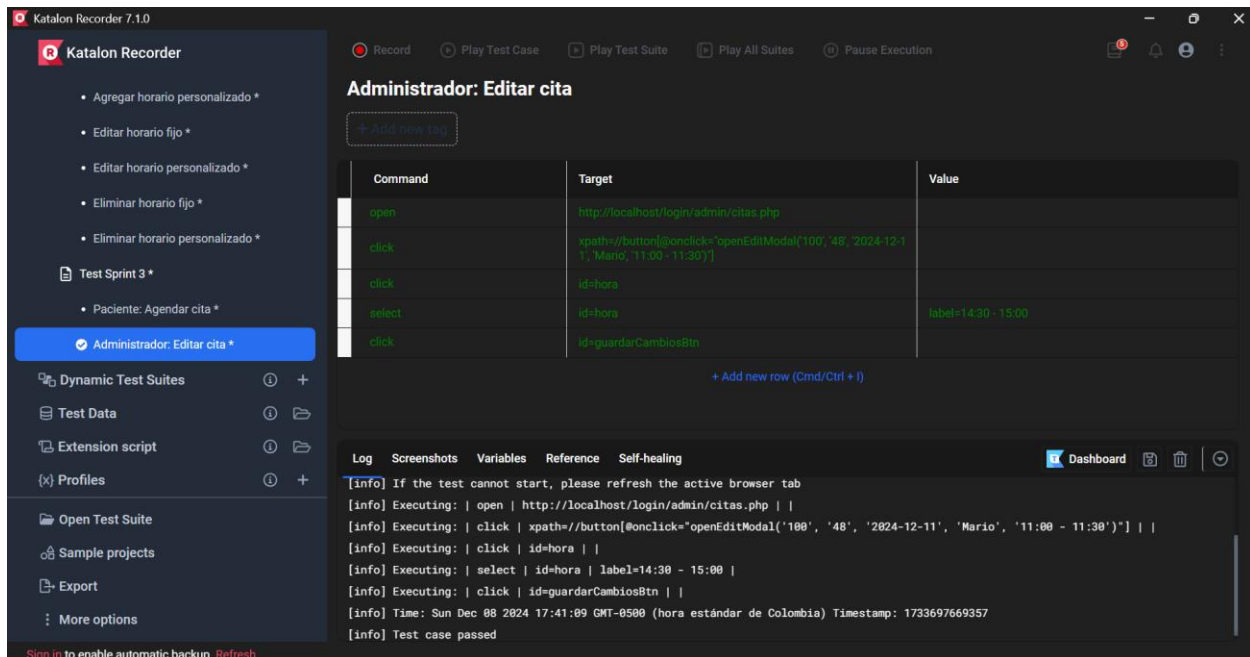 Katalon Recorder 7.1.0
Katalon Recorder
• Agregar horario personalizado *
• Editar horario fijo *
• Editar horario personalizado *
• Eliminar horario fijo *
• Eliminar horario personalizado *
Test Sprint 3 *
• Paciente: Agendar cita *
Administrador: Editar cita *
Dynamic Test Suites
Test Data
Extension script
{x} Profiles
Open Test Suite
Sample projects
Export
More options
Sign in to enable automatic backup. Refresh
Record Play Test Case Play Test Suite Play All Suites Pause Execution
Administrador: Editar cita
+ Add new tag
Command Target Value
open http://localhost/login/admin/citas.php
click xpath=//button[@onclick="openEditModal('100', '48', '2024-12-1
1', 'Mario', '11:00 - 11:30')"]
click id=hora
select id=hora label=14:30 - 15:00
click id=guardarCambiosBtn
+ Add new row (Cmd/Ctrl + I)
Log Screenshots Variables Reference Self-healing Dashboard
[info] If the test cannot start, please refresh the active browser tab
[info] Executing: | open | http://localhost/login/admin/citas.php | |
[info] Executing: | click | xpath=//button[@onclick="openEditModal('100', '48', '2024-12-11', 'Mario', '11:00 - 11:30')"] | |
[info] Executing: | click | id=hora | |
[info] Executing: | select | id=hora | label=14:30 - 15:00 |
[info] Executing: | click | id=guardarCambiosBtn | |
[info] Time: Sun Dec 08 2024 17:41:09 GMT-0500 (hora estándar de Colombia) Timestamp: 1733697669357
[info] Test case passed